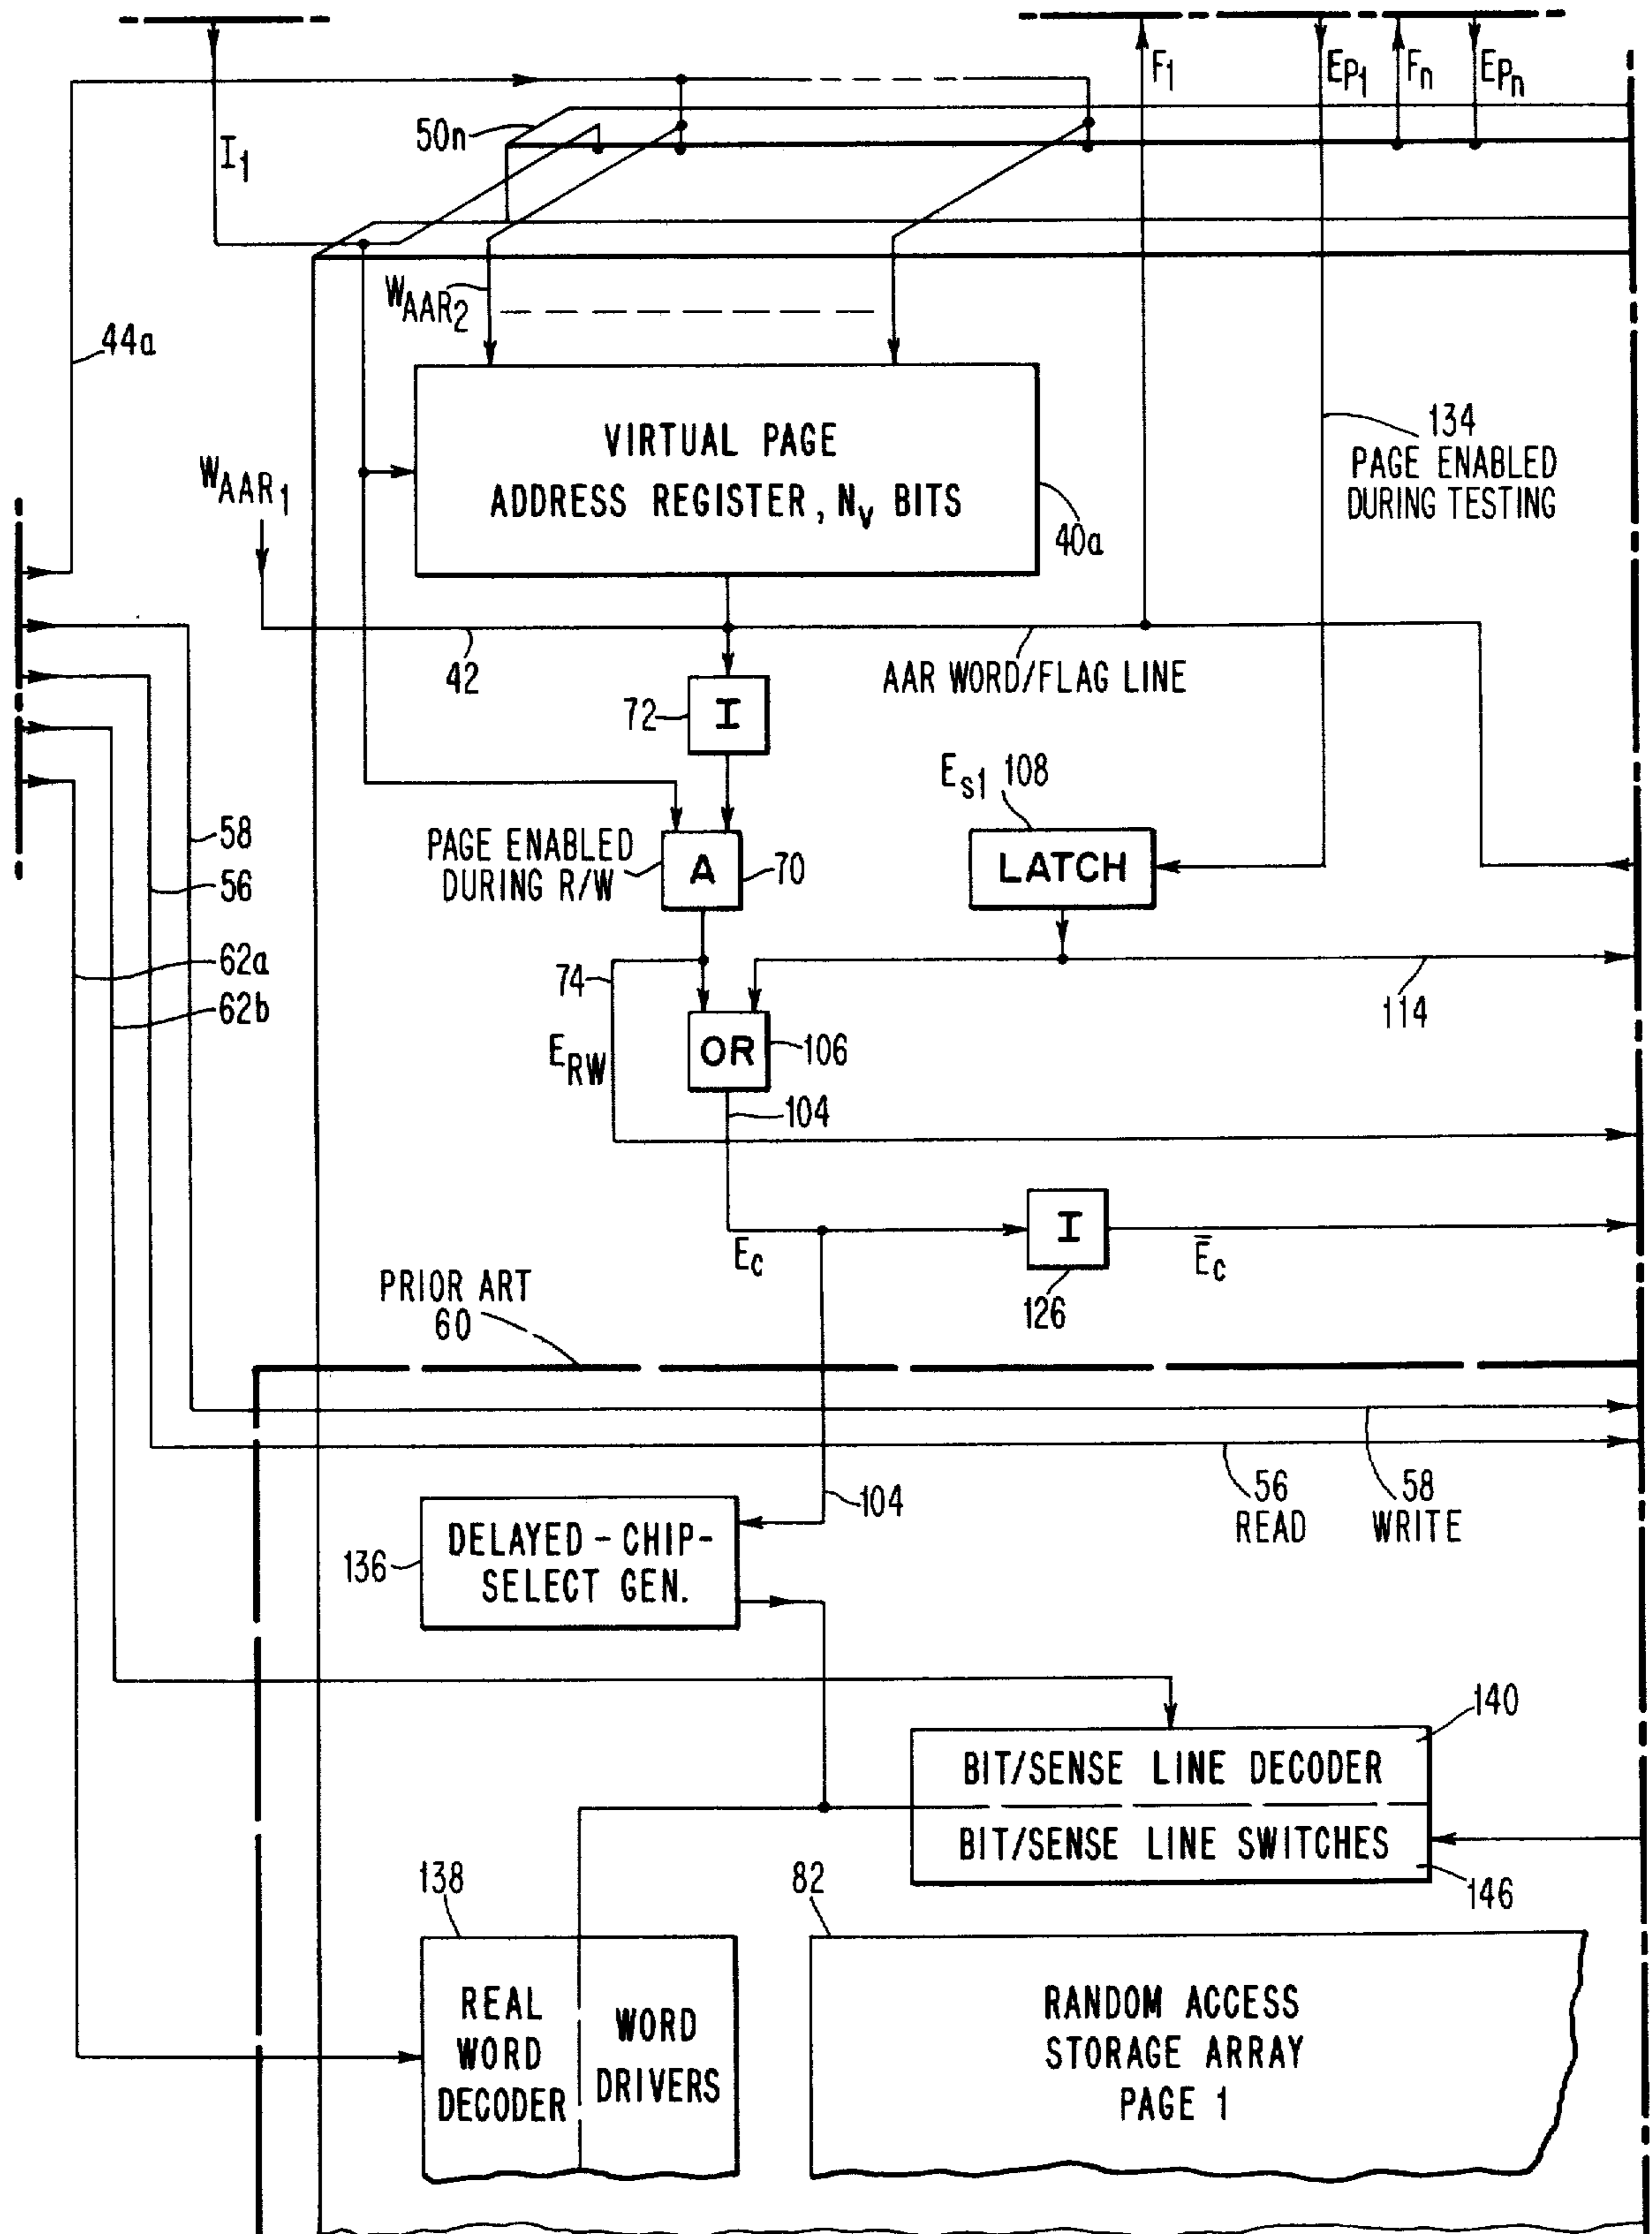 F1
EP1
Fn
EPn
50n
I1
WAAR2
44a
VIRTUAL PAGE
ADDRESS REGISTER, Nv BITS
134
PAGE ENABLED
DURING TESTING
WAAR1
40a
42
AAR WORD/FLAG LINE
72
I
Es1 108
58
PAGE ENABLED
DURING R/W
A
70
LATCH
56
62a
74
62b
114
ERW
OR
106
104
I
Ec
Ēc
PRIOR ART
60
126
104
56
READ
58
WRITE
136
DELAYED-CHIP-
SELECT GEN.
140
BIT/SENSE LINE DECODER
BIT/SENSE LINE SWITCHES
138
82
146
REAL
WORD
DECODER
WORD
DRIVERS
RANDOM ACCESS
STORAGE ARRAY
PAGE 1